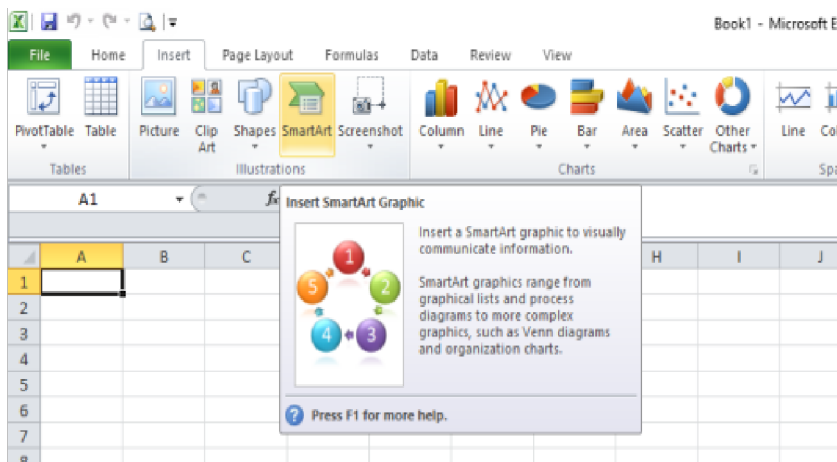 Book1 - Microsoft E
File Home Insert Page Layout Formulas Data Review View
PivotTable Table Picture Clip Art Shapes SmartArt Screenshot Column Line Pie Bar Area Scatter Other Charts Line Co
Tables Illustrations Charts Spa
A1 fx
Insert SmartArt Graphic
Insert a SmartArt graphic to visually
communicate information.
SmartArt graphics range from
graphical lists and process
diagrams to more complex
graphics, such as Venn diagrams
and organization charts.
1
5 2
4 3
Press F1 for more help.
A B C H I J
1
2
3
4
5
6
7
8